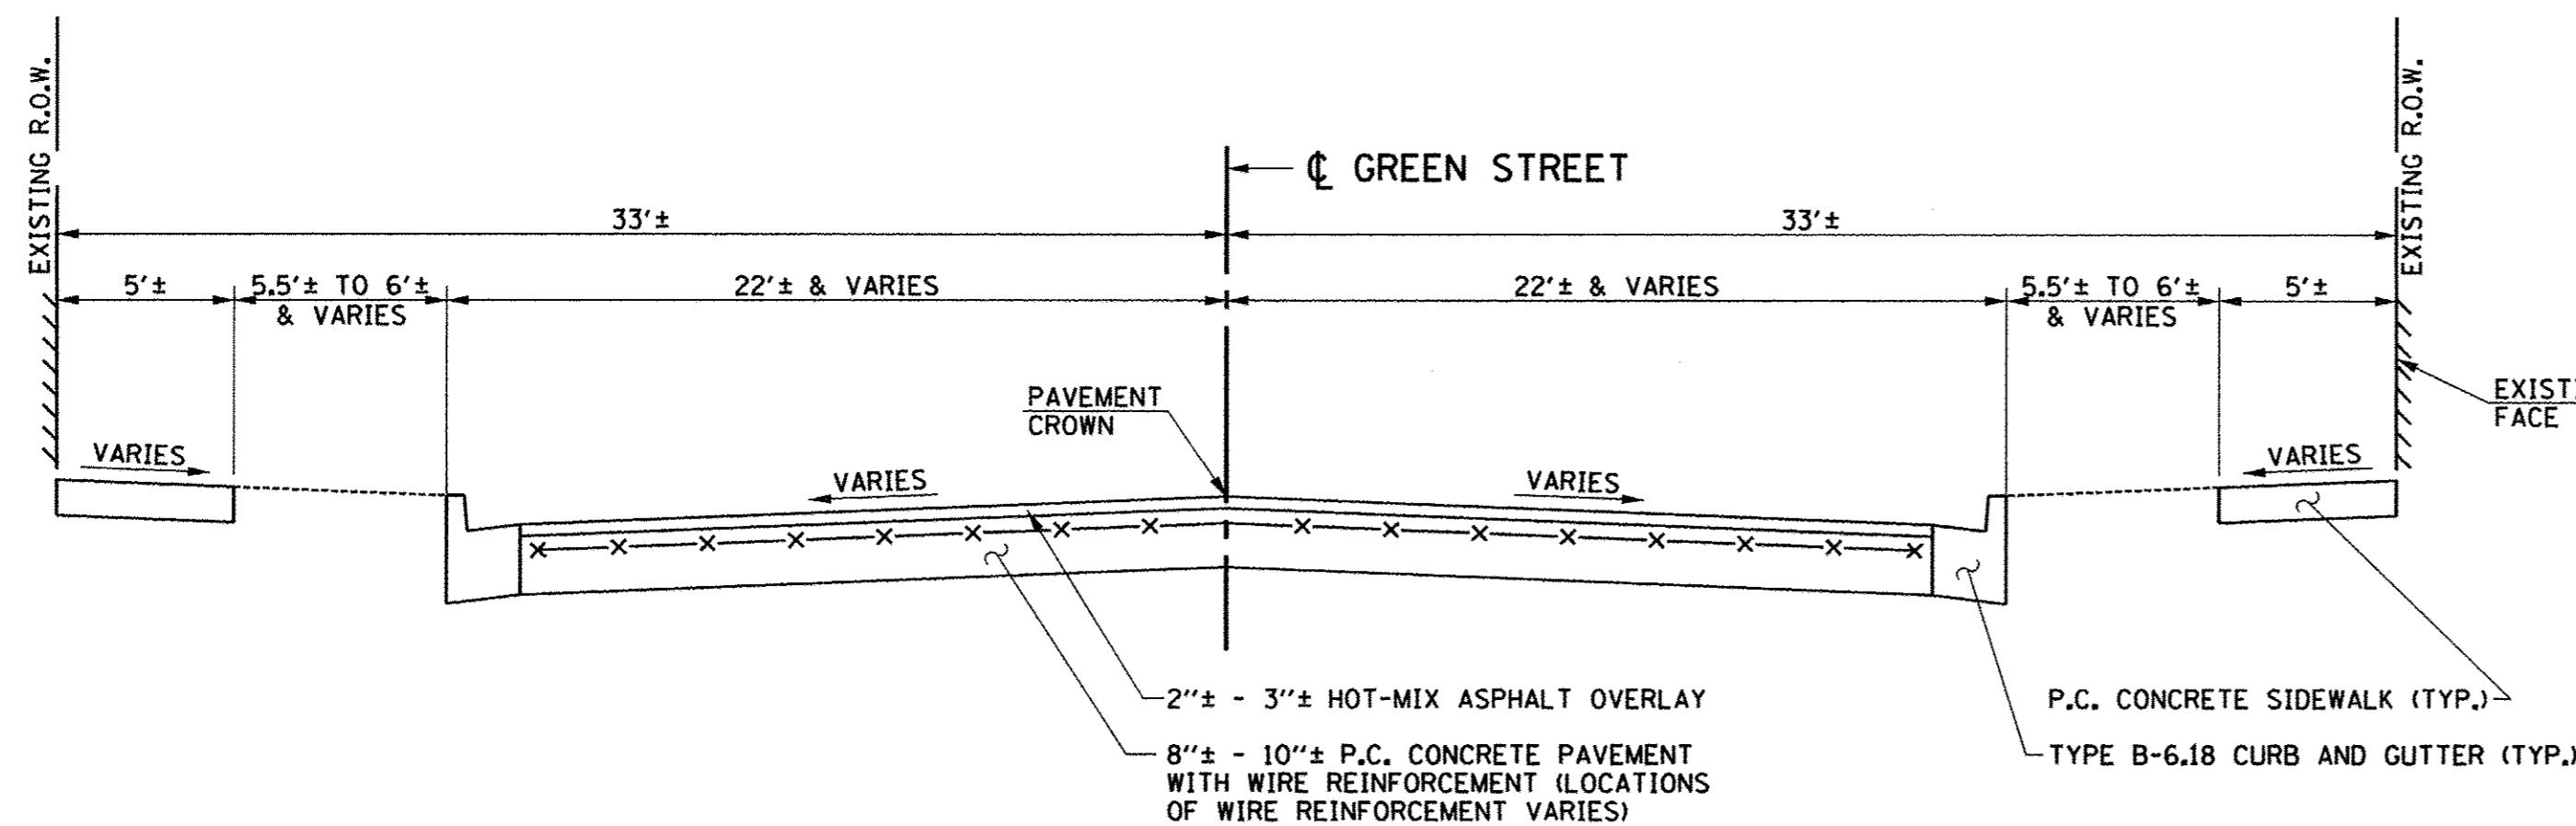 EXISTING R.O.W.
EXISTING R.O.W.
℄ GREEN STREET
33'±
33'±
5'±
5.5'± TO 6'±
& VARIES
22'± & VARIES
22'± & VARIES
5.5'± TO 6'±
& VARIES
5'±
PAVEMENT
CROWN
EXISTI
FACE
VARIES
VARIES
VARIES
VARIES
2"± - 3"± HOT-MIX ASPHALT OVERLAY
P.C. CONCRETE SIDEWALK (TYP.)
8"± - 10"± P.C. CONCRETE PAVEMENT
WITH WIRE REINFORCEMENT (LOCATIONS
OF WIRE REINFORCEMENT VARIES)
TYPE B-6.18 CURB AND GUTTER (TYP.)